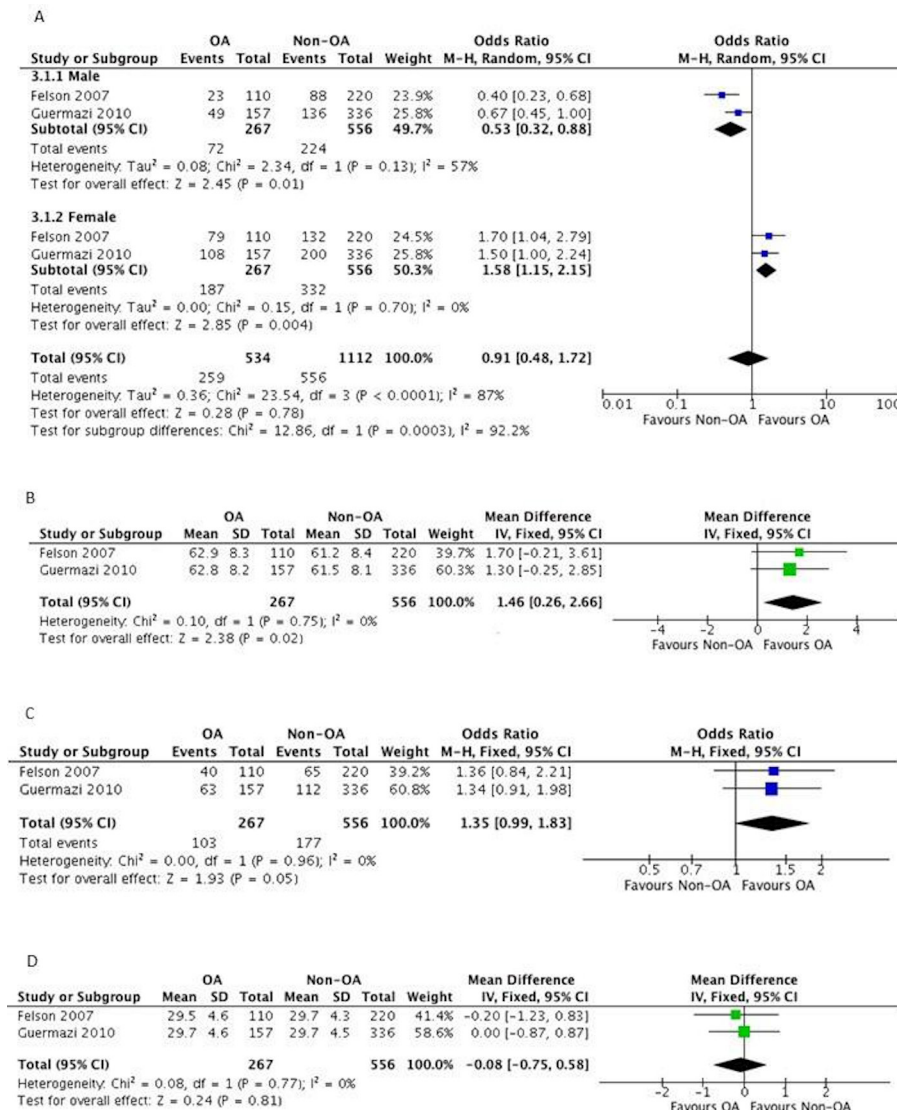 A
OA Non-OA Odds Ratio Odds Ratio
Study or Subgroup Events Total Events Total Weight M-H, Random, 95% CI M-H, Random, 95% CI
3.1.1 Male
Felson 2007 23 110 88 220 23.9% 0.40 [0.23, 0.68]
Guermazi 2010 49 157 136 336 25.8% 0.67 [0.45, 1.00]
Subtotal (95% CI) 267 556 49.7% 0.53 [0.32, 0.88]
Total events 72 224
Heterogeneity: Tau² = 0.08; Chi² = 2.34, df = 1 (P = 0.13); I² = 57%
Test for overall effect: Z = 2.45 (P = 0.01)
3.1.2 Female
Felson 2007 79 110 132 220 24.5% 1.70 [1.04, 2.79]
Guermazi 2010 108 157 200 336 25.8% 1.50 [1.00, 2.24]
Subtotal (95% CI) 267 556 50.3% 1.58 [1.15, 2.15]
Total events 187 332
Heterogeneity: Tau² = 0.00; Chi² = 0.15, df = 1 (P = 0.70); I² = 0%
Test for overall effect: Z = 2.85 (P = 0.004)
Total (95% CI) 534 1112 100.0% 0.91 [0.48, 1.72]
Total events 259 556
Heterogeneity: Tau² = 0.36; Chi² = 23.54, df = 3 (P < 0.0001); I² = 87%
Test for overall effect: Z = 0.28 (P = 0.78)
Test for subgroup differences: Chi² = 12.86, df = 1 (P = 0.0003), I² = 92.2%
0.01 0.1 1 10 100
Favours Non-OA Favours OA
B
OA Non-OA Mean Difference Mean Difference
Study or Subgroup Mean SD Total Mean SD Total Weight IV, Fixed, 95% CI IV, Fixed, 95% CI
Felson 2007 62.9 8.3 110 61.2 8.4 220 39.7% 1.70 [-0.21, 3.61]
Guermazi 2010 62.8 8.2 157 61.5 8.1 336 60.3% 1.30 [-0.25, 2.85]
Total (95% CI) 267 556 100.0% 1.46 [0.26, 2.66]
Heterogeneity: Chi² = 0.10, df = 1 (P = 0.75); I² = 0%
Test for overall effect: Z = 2.38 (P = 0.02)
-4 -2 0 2 4
Favours Non-OA Favours OA
C
OA Non-OA Odds Ratio Odds Ratio
Study or Subgroup Events Total Events Total Weight M-H, Fixed, 95% CI M-H, Fixed, 95% CI
Felson 2007 40 110 65 220 39.2% 1.36 [0.84, 2.21]
Guermazi 2010 63 157 112 336 60.8% 1.34 [0.91, 1.98]
Total (95% CI) 267 556 100.0% 1.35 [0.99, 1.83]
Total events 103 177
Heterogeneity: Chi² = 0.00, df = 1 (P = 0.96); I² = 0%
Test for overall effect: Z = 1.93 (P = 0.05)
0.5 0.7 1 1.5 2
Favours Non-OA Favours OA
D
OA Non-OA Mean Difference Mean Difference
Study or Subgroup Mean SD Total Mean SD Total Weight IV, Fixed, 95% CI IV, Fixed, 95% CI
Felson 2007 29.5 4.6 110 29.7 4.3 220 41.4% -0.20 [-1.23, 0.83]
Guermazi 2010 29.7 4.6 157 29.7 4.5 336 58.6% 0.00 [-0.87, 0.87]
Total (95% CI) 267 556 100.0% -0.08 [-0.75, 0.58]
Heterogeneity: Chi² = 0.08, df = 1 (P = 0.77); I² = 0%
Test for overall effect: Z = 0.24 (P = 0.81)
-2 -1 0 1 2
Favours OA Favours Non-OA